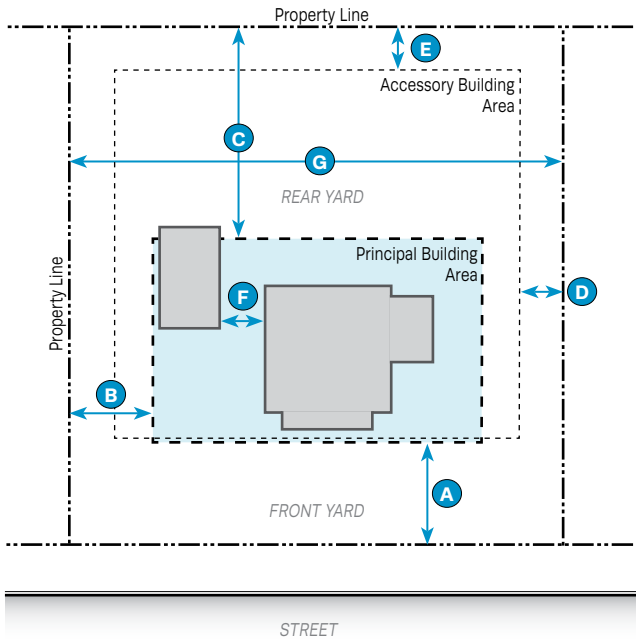 Property Line
E
Accessory Building
Area
C
G
REAR YARD
Principal Building
Area
Property Line
F
D
B
A
FRONT YARD
STREET